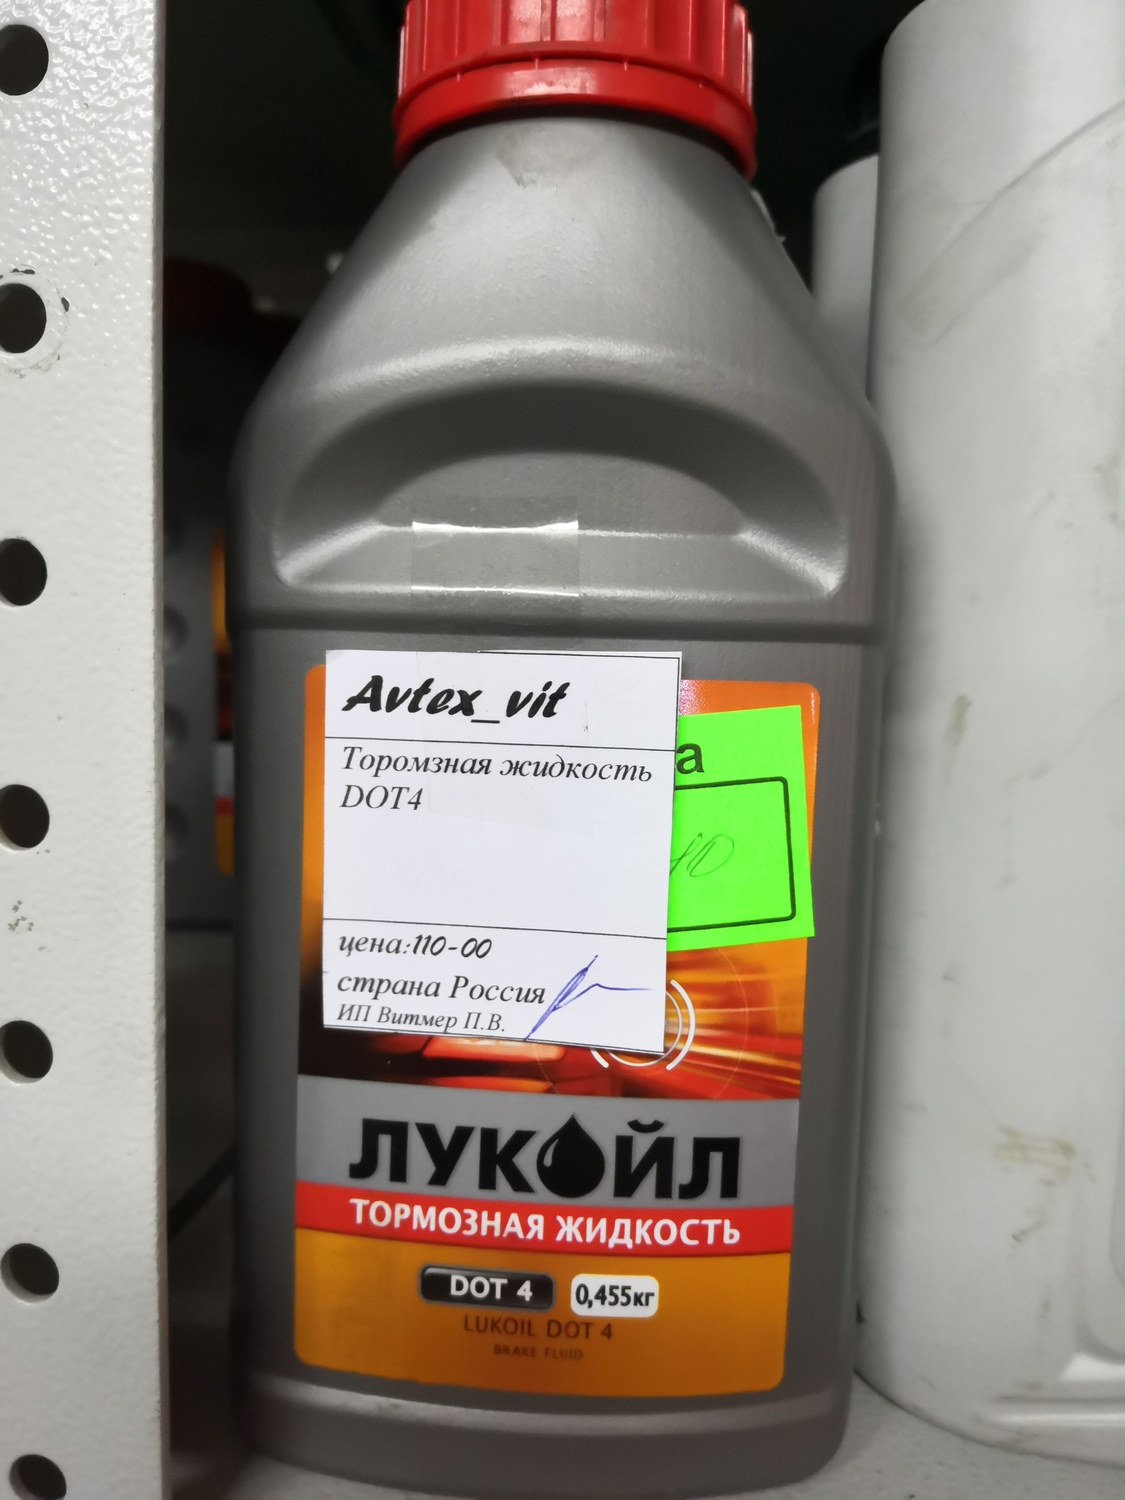 Avtex_vit
Торомзная жидкость
DOT4
цена:110-00
страна Россия
ИП Витмер П.В.
ЛУКОЙЛ
ТОРМОЗНАЯ ЖИДКОСТЬ
DOT 4
0,455кг
LUKOIL DOT 4
BRAKE FLUID